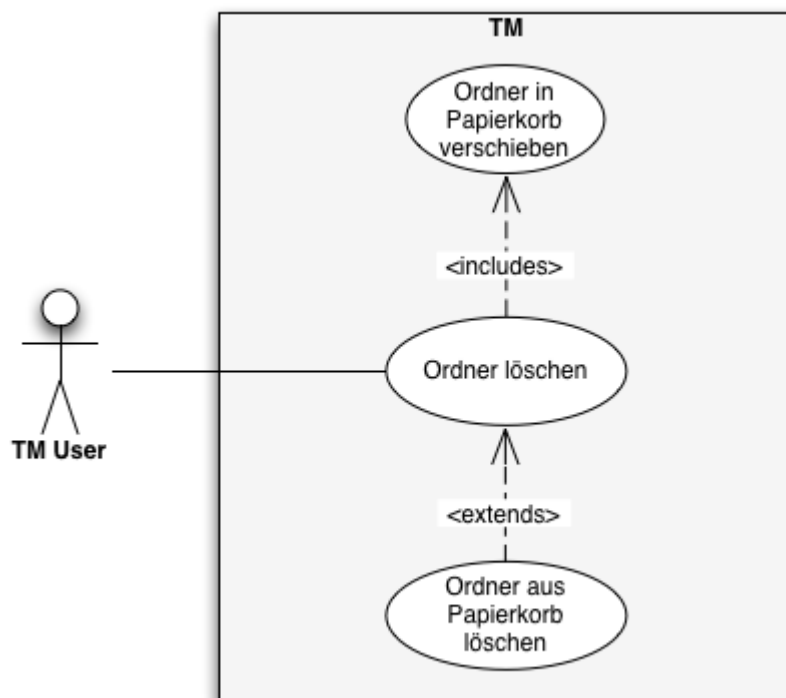 TM
Ordner in
Papierkorb
verschieben
<includes>
Ordner löschen
TM User
<extends>
Ordner aus
Papierkorb
löschen